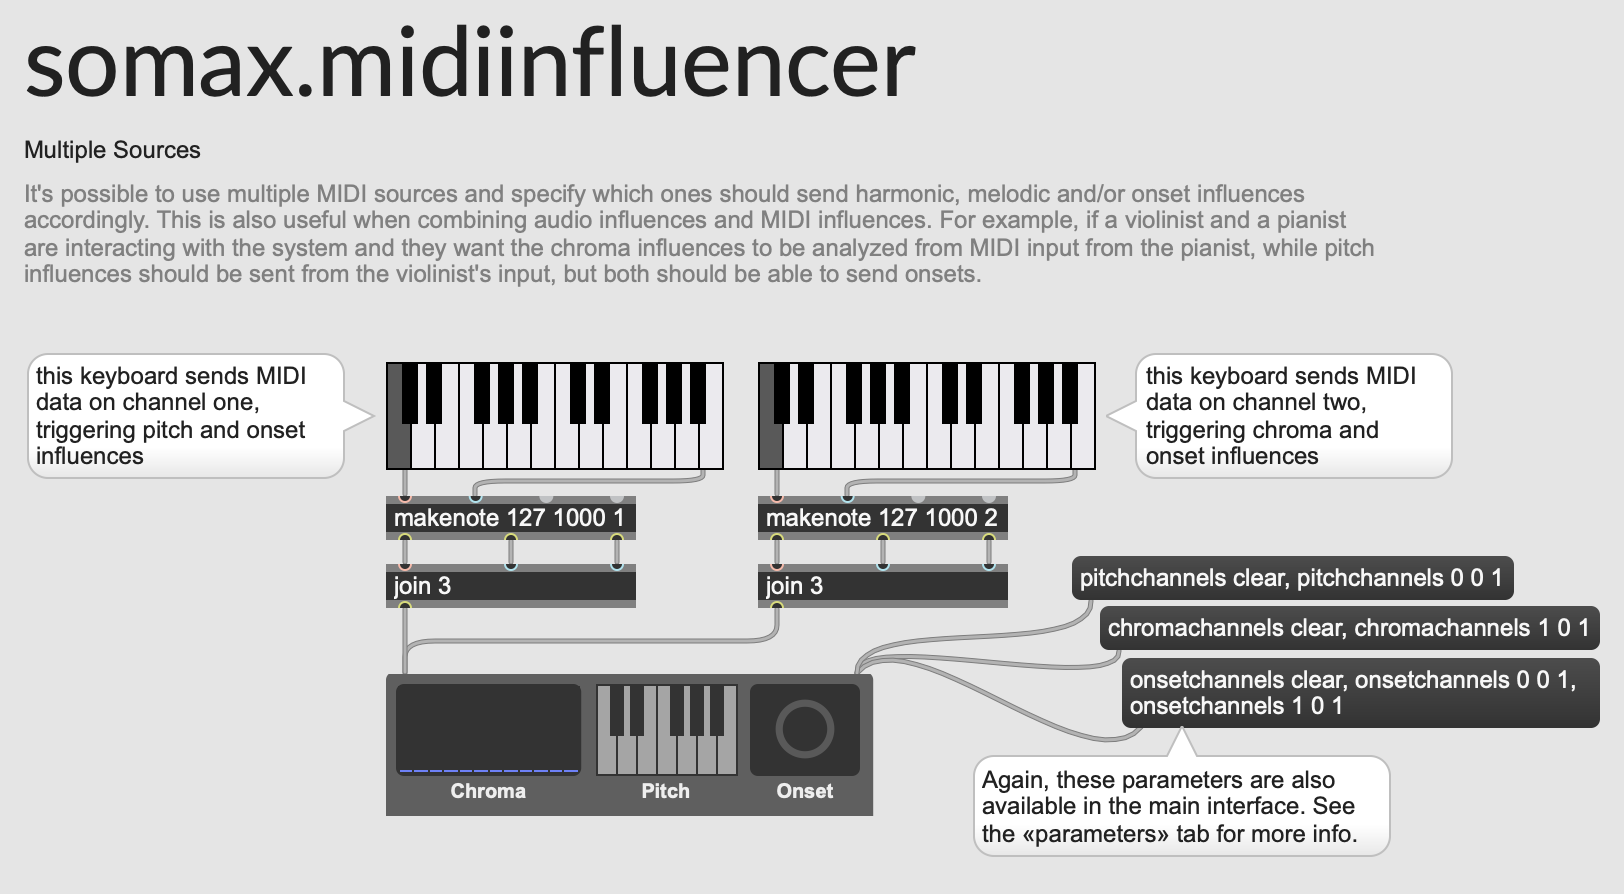 somax.midiinfluencer
Multiple Sources
It's possible to use multiple MIDI sources and specify which ones should send harmonic, melodic and/or onset influences
accordingly. This is also useful when combining audio influences and MIDI influences. For example, if a violinist and a pianist
are interacting with the system and they want the chroma influences to be analyzed from MIDI input from the pianist, while pitch
influences should be sent from the violinist's input, but both should be able to send onsets.
this keyboard sends MIDI
data on channel one,
triggering pitch and onset
influences
this keyboard sends MIDI
data on channel two,
triggering chroma and
onset influences
makenote 127 1000 1
makenote 127 1000 2
join 3
join 3
pitchchannels clear, pitchchannels 0 0 1
chromachannels clear, chromachannels 1 0 1
onsetchannels clear, onsetchannels 0 0 1,
onsetchannels 1 0 1
Chroma
Pitch
Onset
Again, these parameters are also
available in the main interface. See
the «parameters» tab for more info.